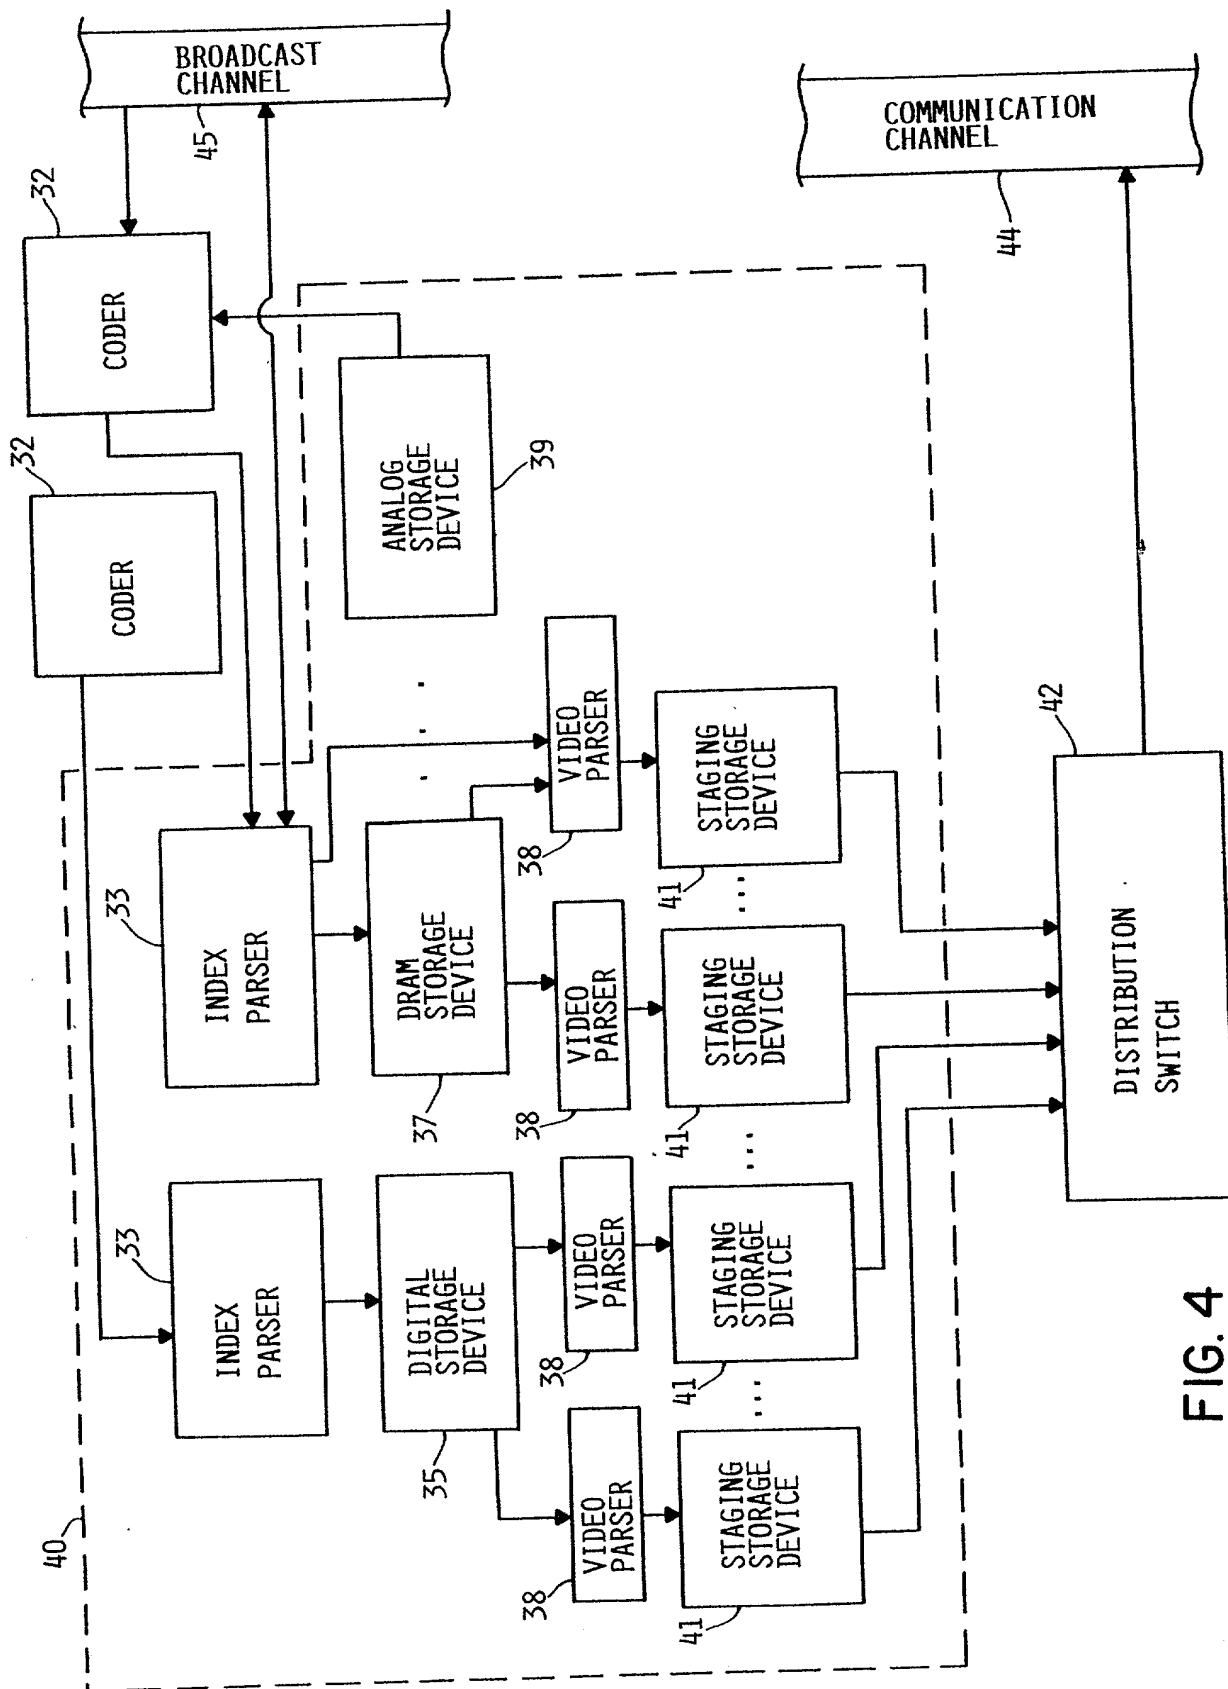 40
33
INDEX
PARSER
33
INDEX
PARSER
32
CODER
32
CODER
BROADCAST
CHANNEL
45
DIGITAL
STORAGE
DEVICE
35
DRAM
STORAGE
DEVICE
37
ANALOG
STORAGE
DEVICE
39
VIDEO
PARSER
38
VIDEO
PARSER
38
VIDEO
PARSER
38
VIDEO
PARSER
38
STAGING
STORAGE
DEVICE
41
...
STAGING
STORAGE
DEVICE
41
...
STAGING
STORAGE
DEVICE
41
...
STAGING
STORAGE
DEVICE
41
. . . .
COMMUNICATION
CHANNEL
44
DISTRIBUTION
SWITCH
42
FIG. 4